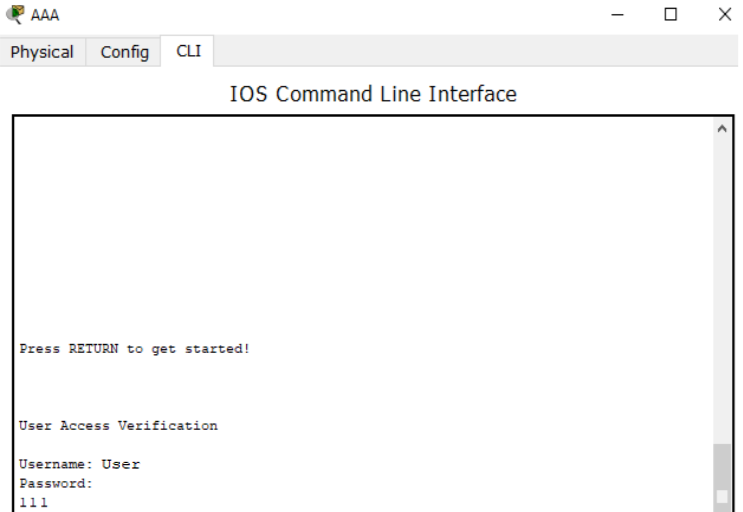 AAA
Physical Config CLI
IOS Command Line Interface
Press RETURN to get started!
User Access Verification
Username: User
Password:
111